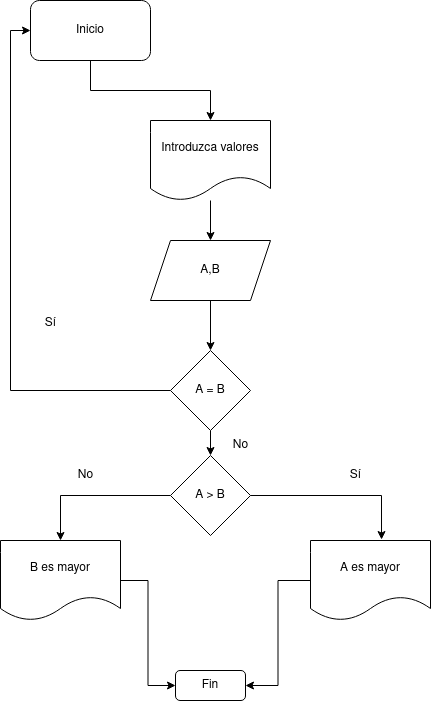 Inicio
Introduzca valores
A,B
Sí
A = B
No
No
A > B
Sí
B es mayor
A es mayor
Fin